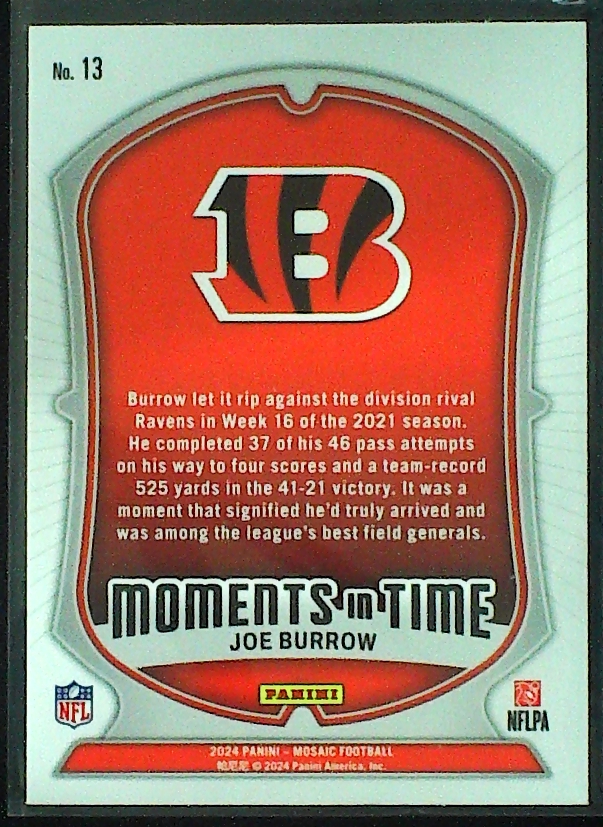 No. 13
B
Burrow let it rip against the division rival
Ravens in Week 16 of the 2021 season.
He completed 37 of his 46 pass attempts
on his way to four scores and a team-record
525 yards in the 41-21 victory. It was a
moment that signified he'd truly arrived and
was among the league's best field generals.
MOMENTS in TIME
JOE BURROW
PANINI
NFL
NFLPA
2024 PANINI – MOSAIC FOOTBALL
帕尼尼 © 2024 Panini America, Inc.